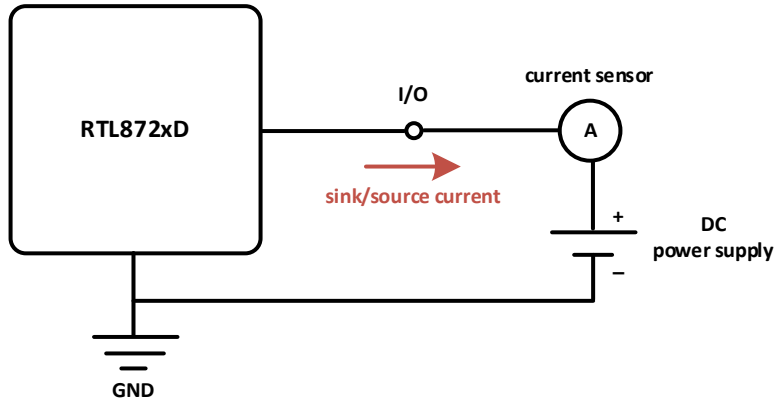 current sensor
I/O
RTL872xD
A
sink/source current
+
DC
power supply
–
GND